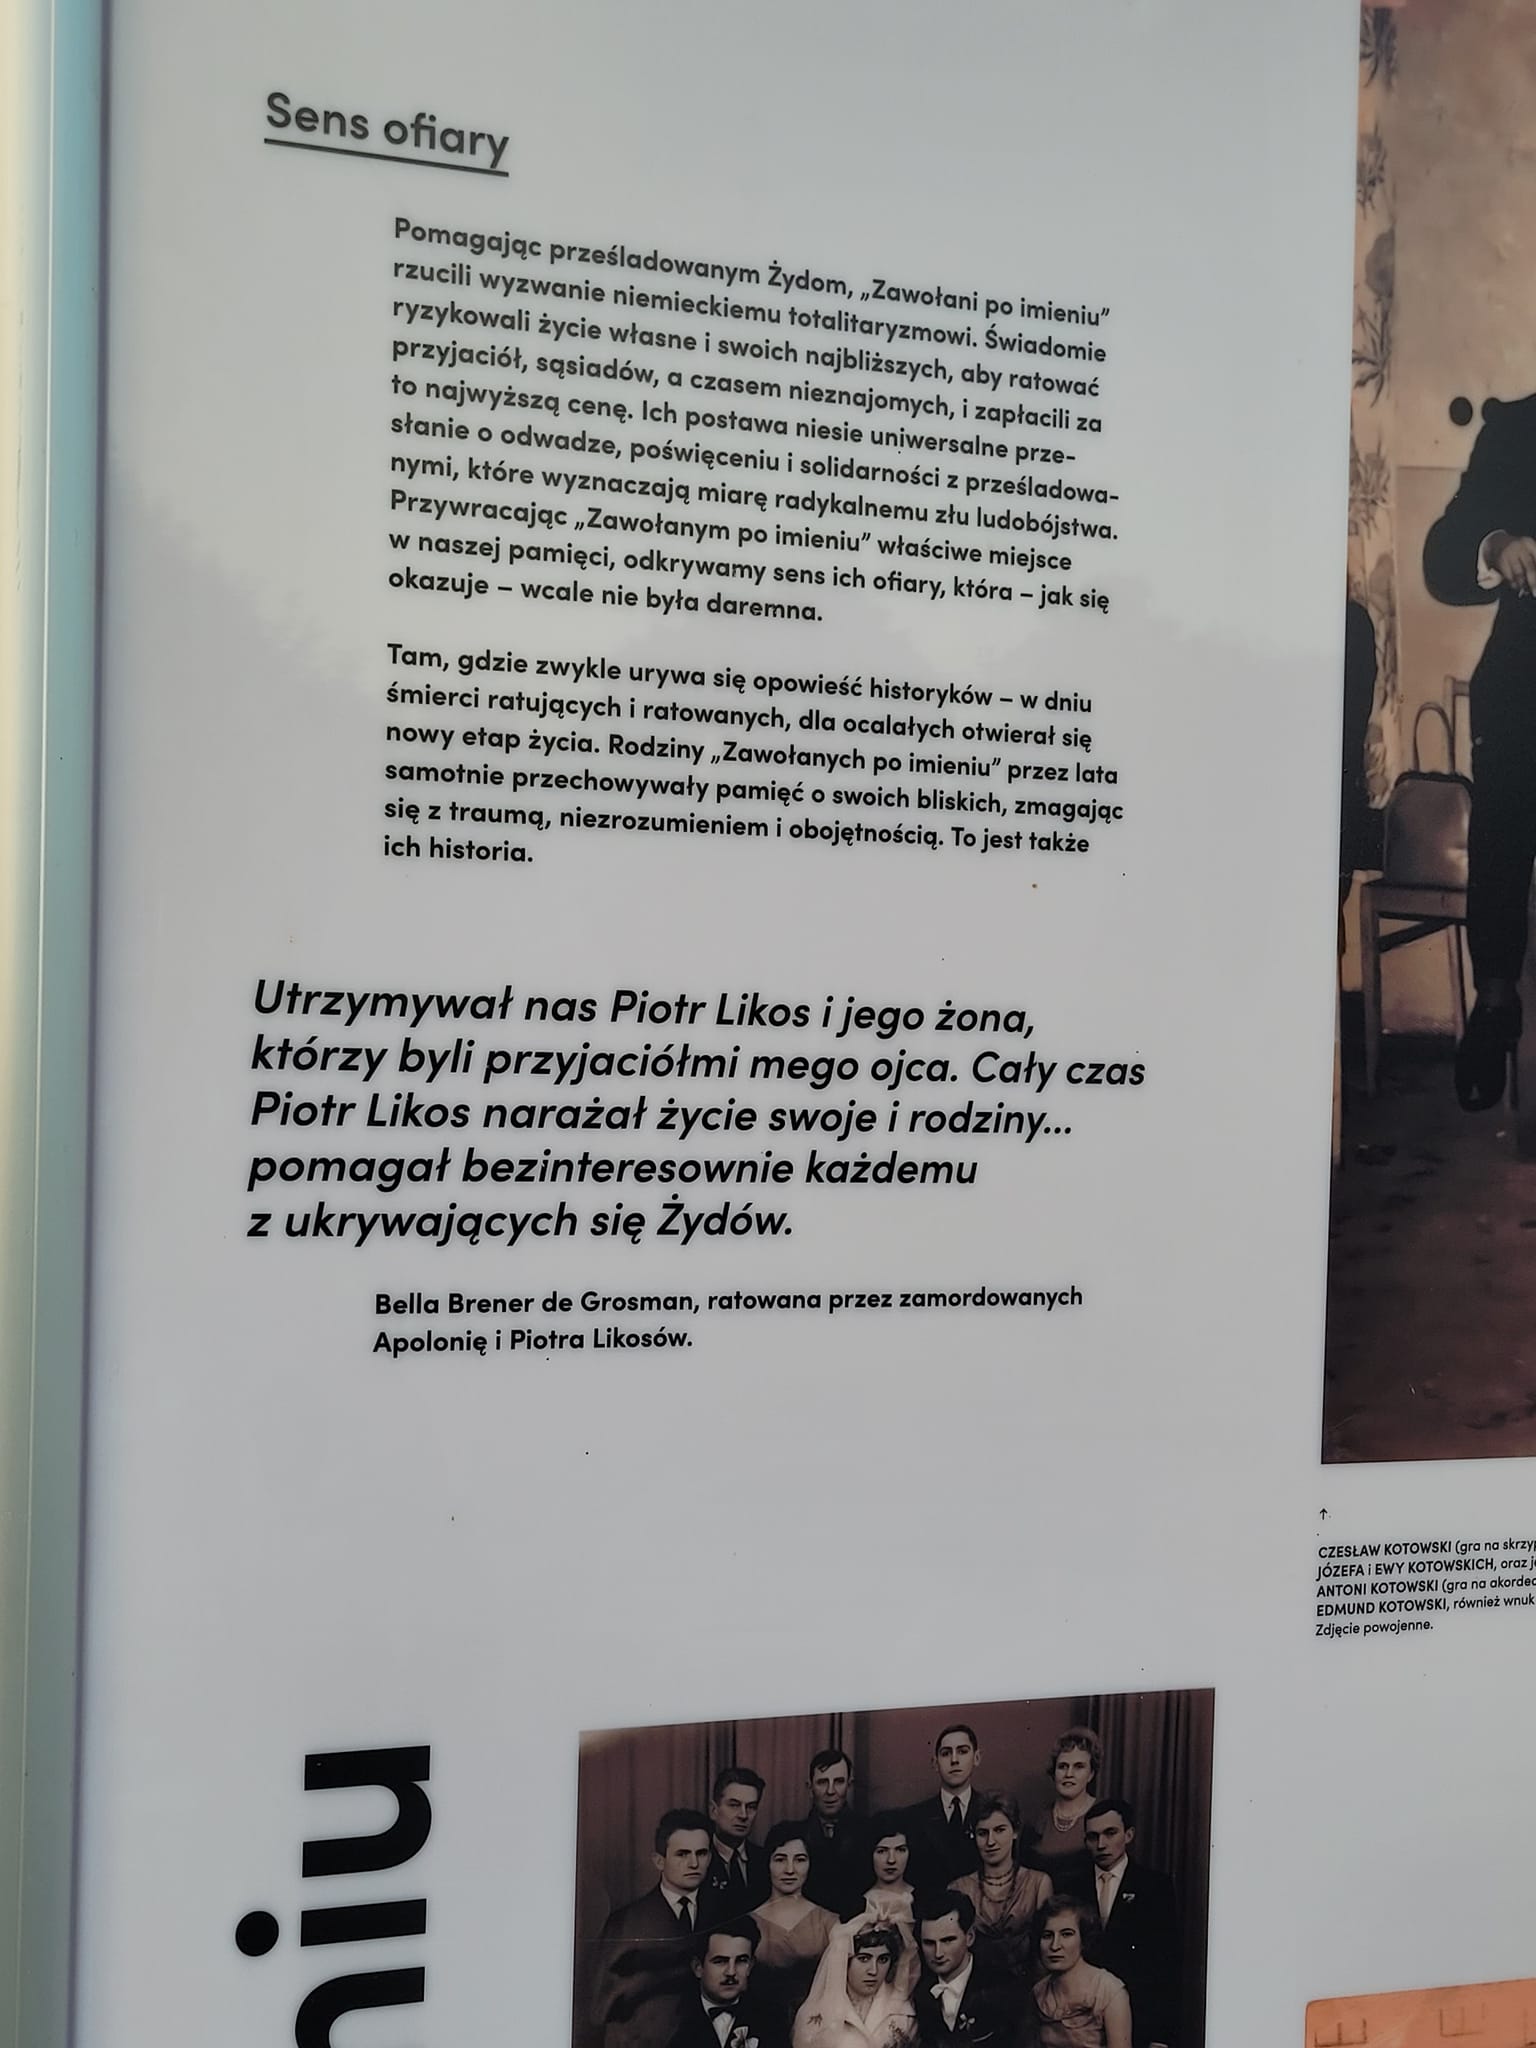 Sens ofiary
Pomagając prześladowanym Żydom, „Zawołani po imieniu”
rzucili wyzwanie niemieckiemu totalitaryzmowi. Świadomie
ryzykowali życie własne i swoich najbliższych, aby ratować
przyjaciół, sąsiadów, a czasem nieznajomych, i zapłacili za
to najwyższą cenę. Ich postawa niesie uniwersalne prze-
słanie o odwadze, poświęceniu i solidarności z prześladowa-
nymi, które wyznaczają miarę radykalnemu złu ludobójstwa.
Przywracając „Zawołanym po imieniu” właściwe miejsce
w naszej pamięci, odkrywamy sens ich ofiary, która – jak się
okazuje – wcale nie była daremna.
Tam, gdzie zwykle urywa się opowieść historyków – w dniu
śmierci ratujących i ratowanych, dla ocalałych otwierał się
nowy etap życia. Rodziny „Zawołanych po imieniu” przez lata
samotnie przechowywały pamięć o swoich bliskich, zmagając
się z traumą, niezrozumieniem i obojętnością. To jest także
ich historia.
Utrzymywał nas Piotr Likos i jego żona,
którzy byli przyjaciółmi mego ojca. Cały czas
Piotr Likos narażał życie swoje i rodziny...
pomagał bezinteresownie każdemu
z ukrywających się Żydów.
Bella Brener de Grosman, ratowana przez zamordowanych
Apolonię i Piotra Likosów.
↑
CZESŁAW KOTOWSKI (gra na
JÓZEFA i EWY KOTOWSKICH, oraz
ANTONI KOTOWSKI (gra na
EDMUND KOTOWSKI, również wnuk
Zdjęcie powojenne.
niu